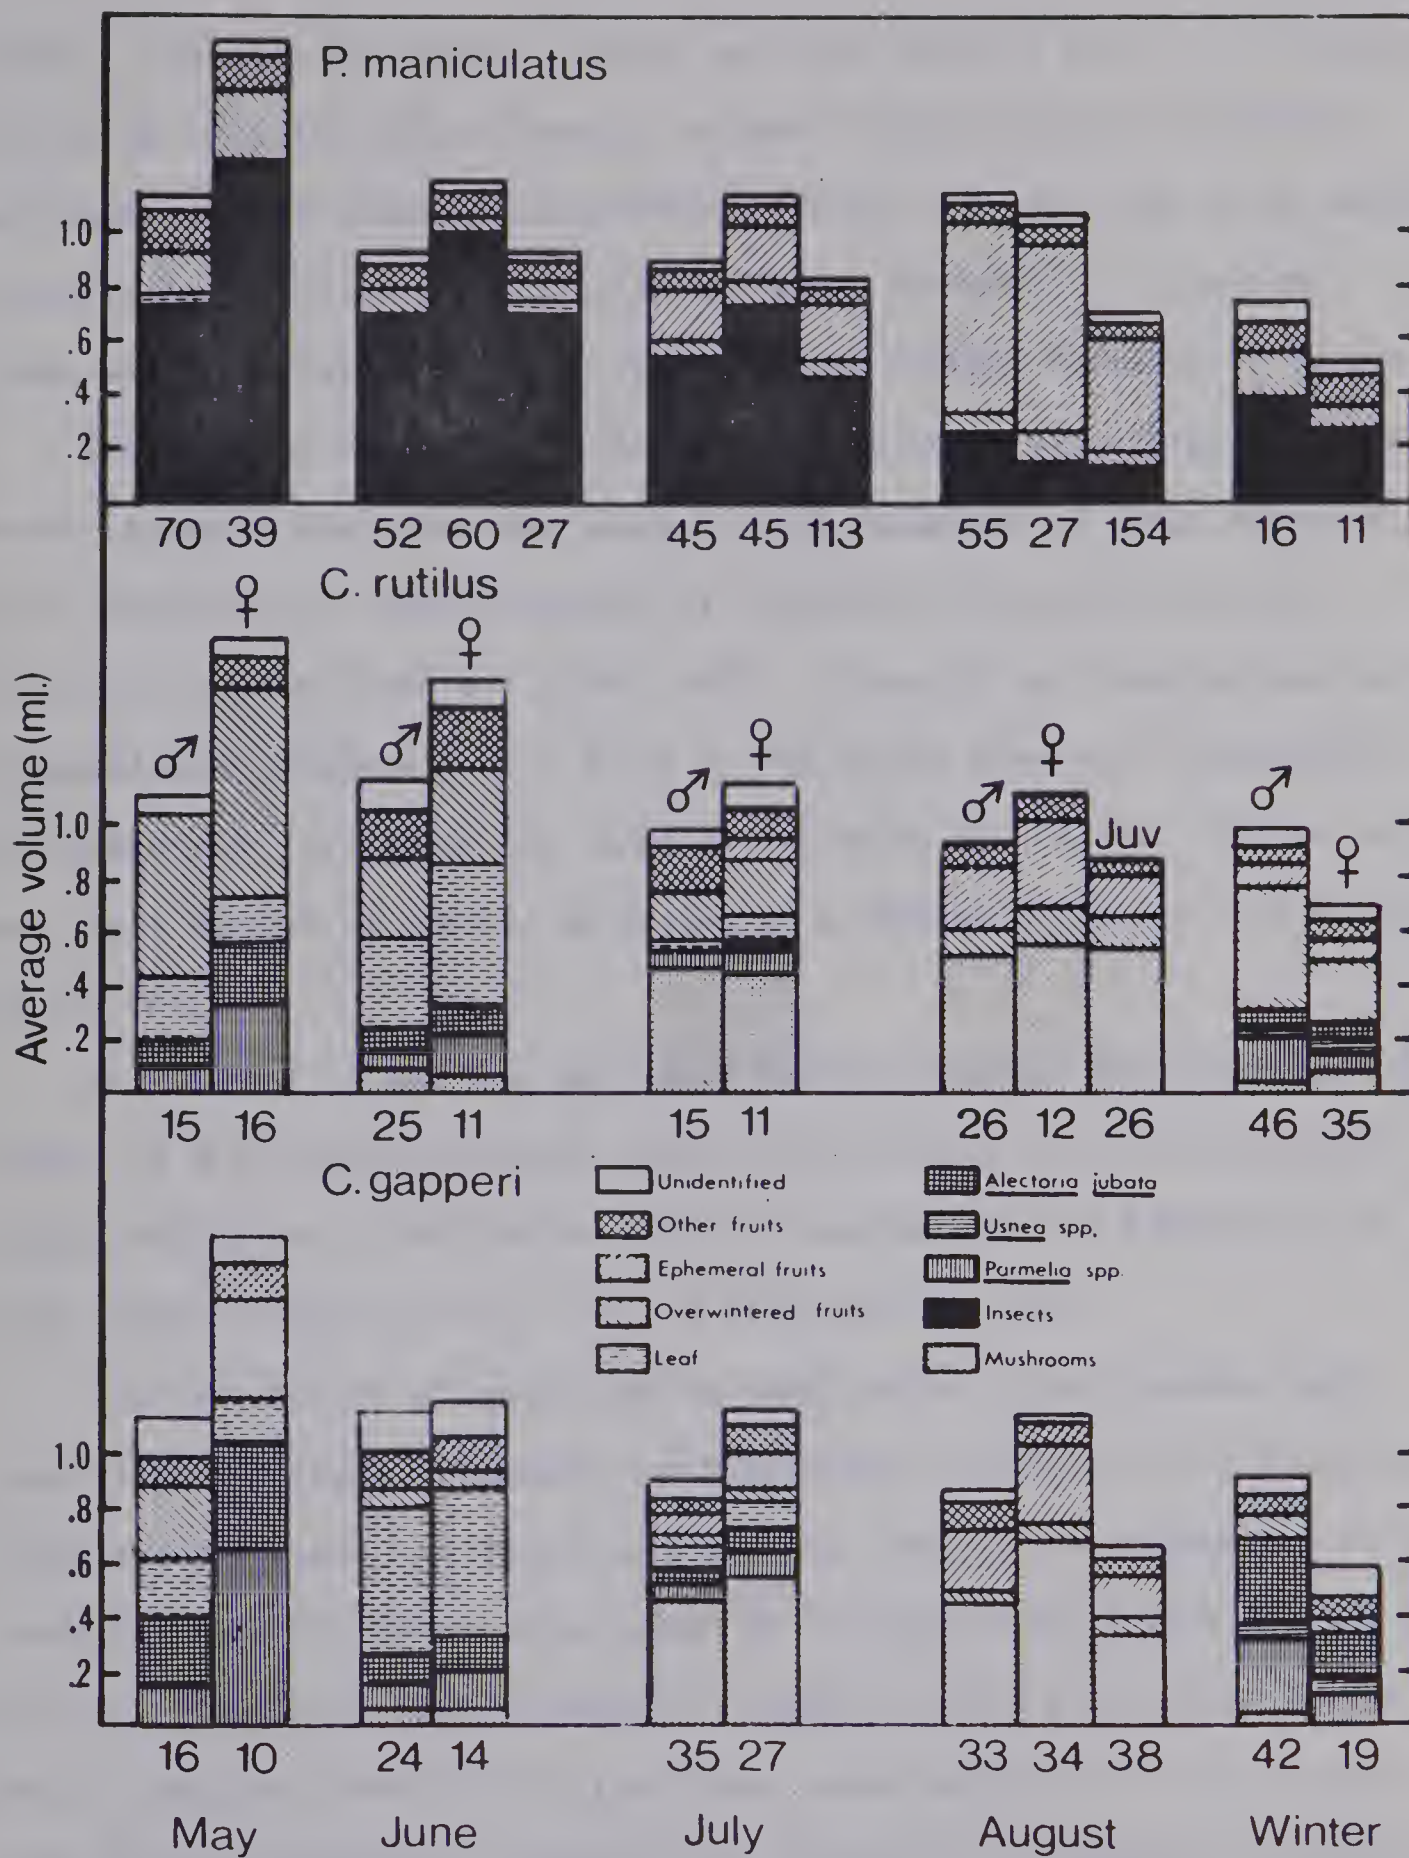 P. maniculatus
1.0
.8
.6
.4
.2
70 39 52 60 27 45 45 113 55 27 154 16 11
C. rutilus
♀ ♀
♂ ♂ ♂ ♀ ♂ ♀ Juv ♂ ♀
Average volume (ml.)
1.0
.8
.6
.4
.2
15 16 25 11 15 11 26 12 26 46 35
C. gapperi
Unidentified
Other fruits
Ephemeral fruits
Overwintered fruits
Leaf
Alectoria jubata
Usnea spp.
Parmelia spp.
Insects
Mushrooms
1.0
.8
.6
.4
.2
16 10 24 14 35 27 33 34 38 42 19
May June July August Winter